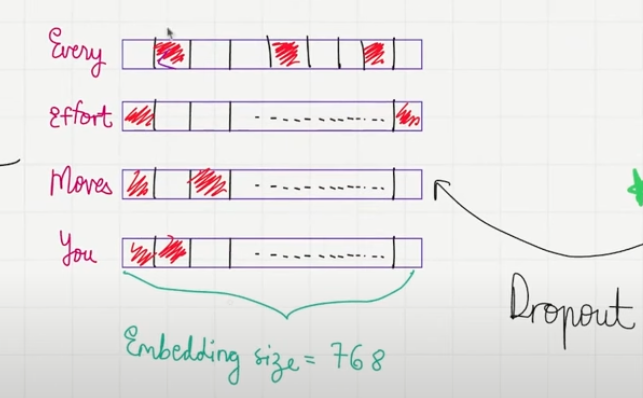 Every
Effort
Moves
You
Dropout
Embedding size = 768